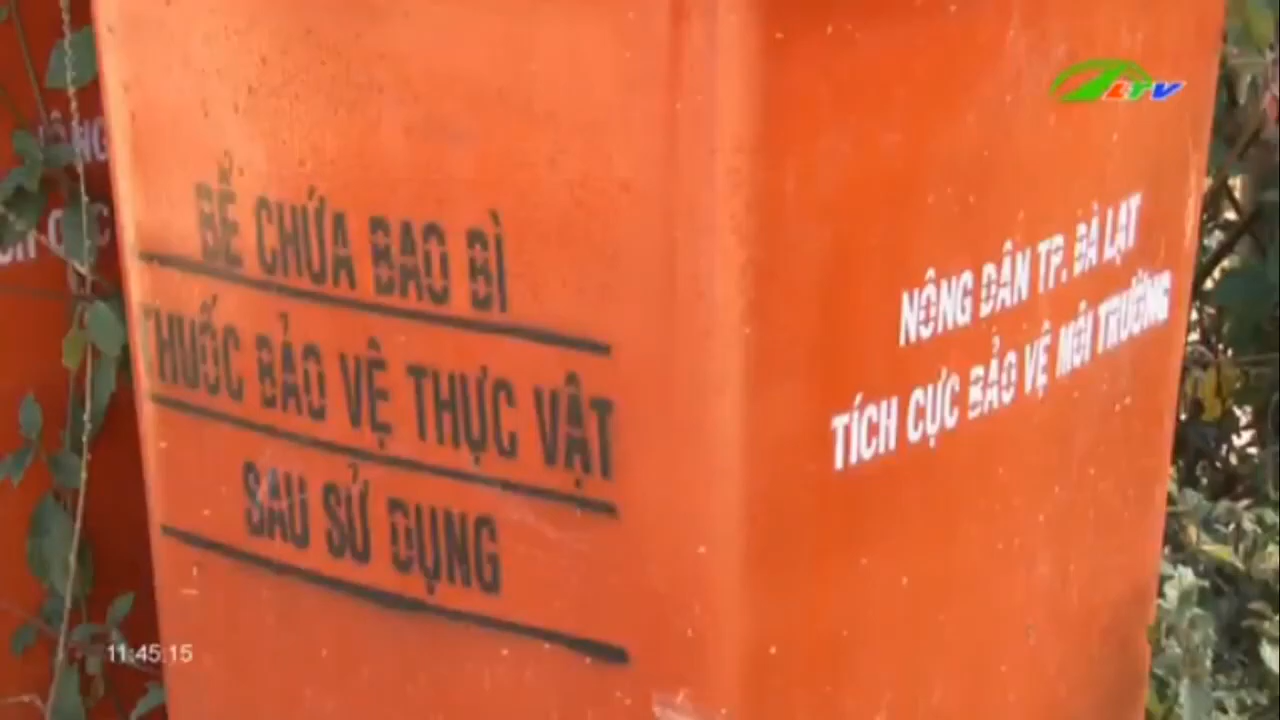 BỂ CHỨA BAO BÌ
THUỐC BẢO VỆ THỰC VẬT
SAU SỬ DỤNG
NÔNG DÂN TP. ĐÀ LẠT
TÍCH CỰC BẢO VỆ MÔI TRƯỜNG
LTV
11:45:15